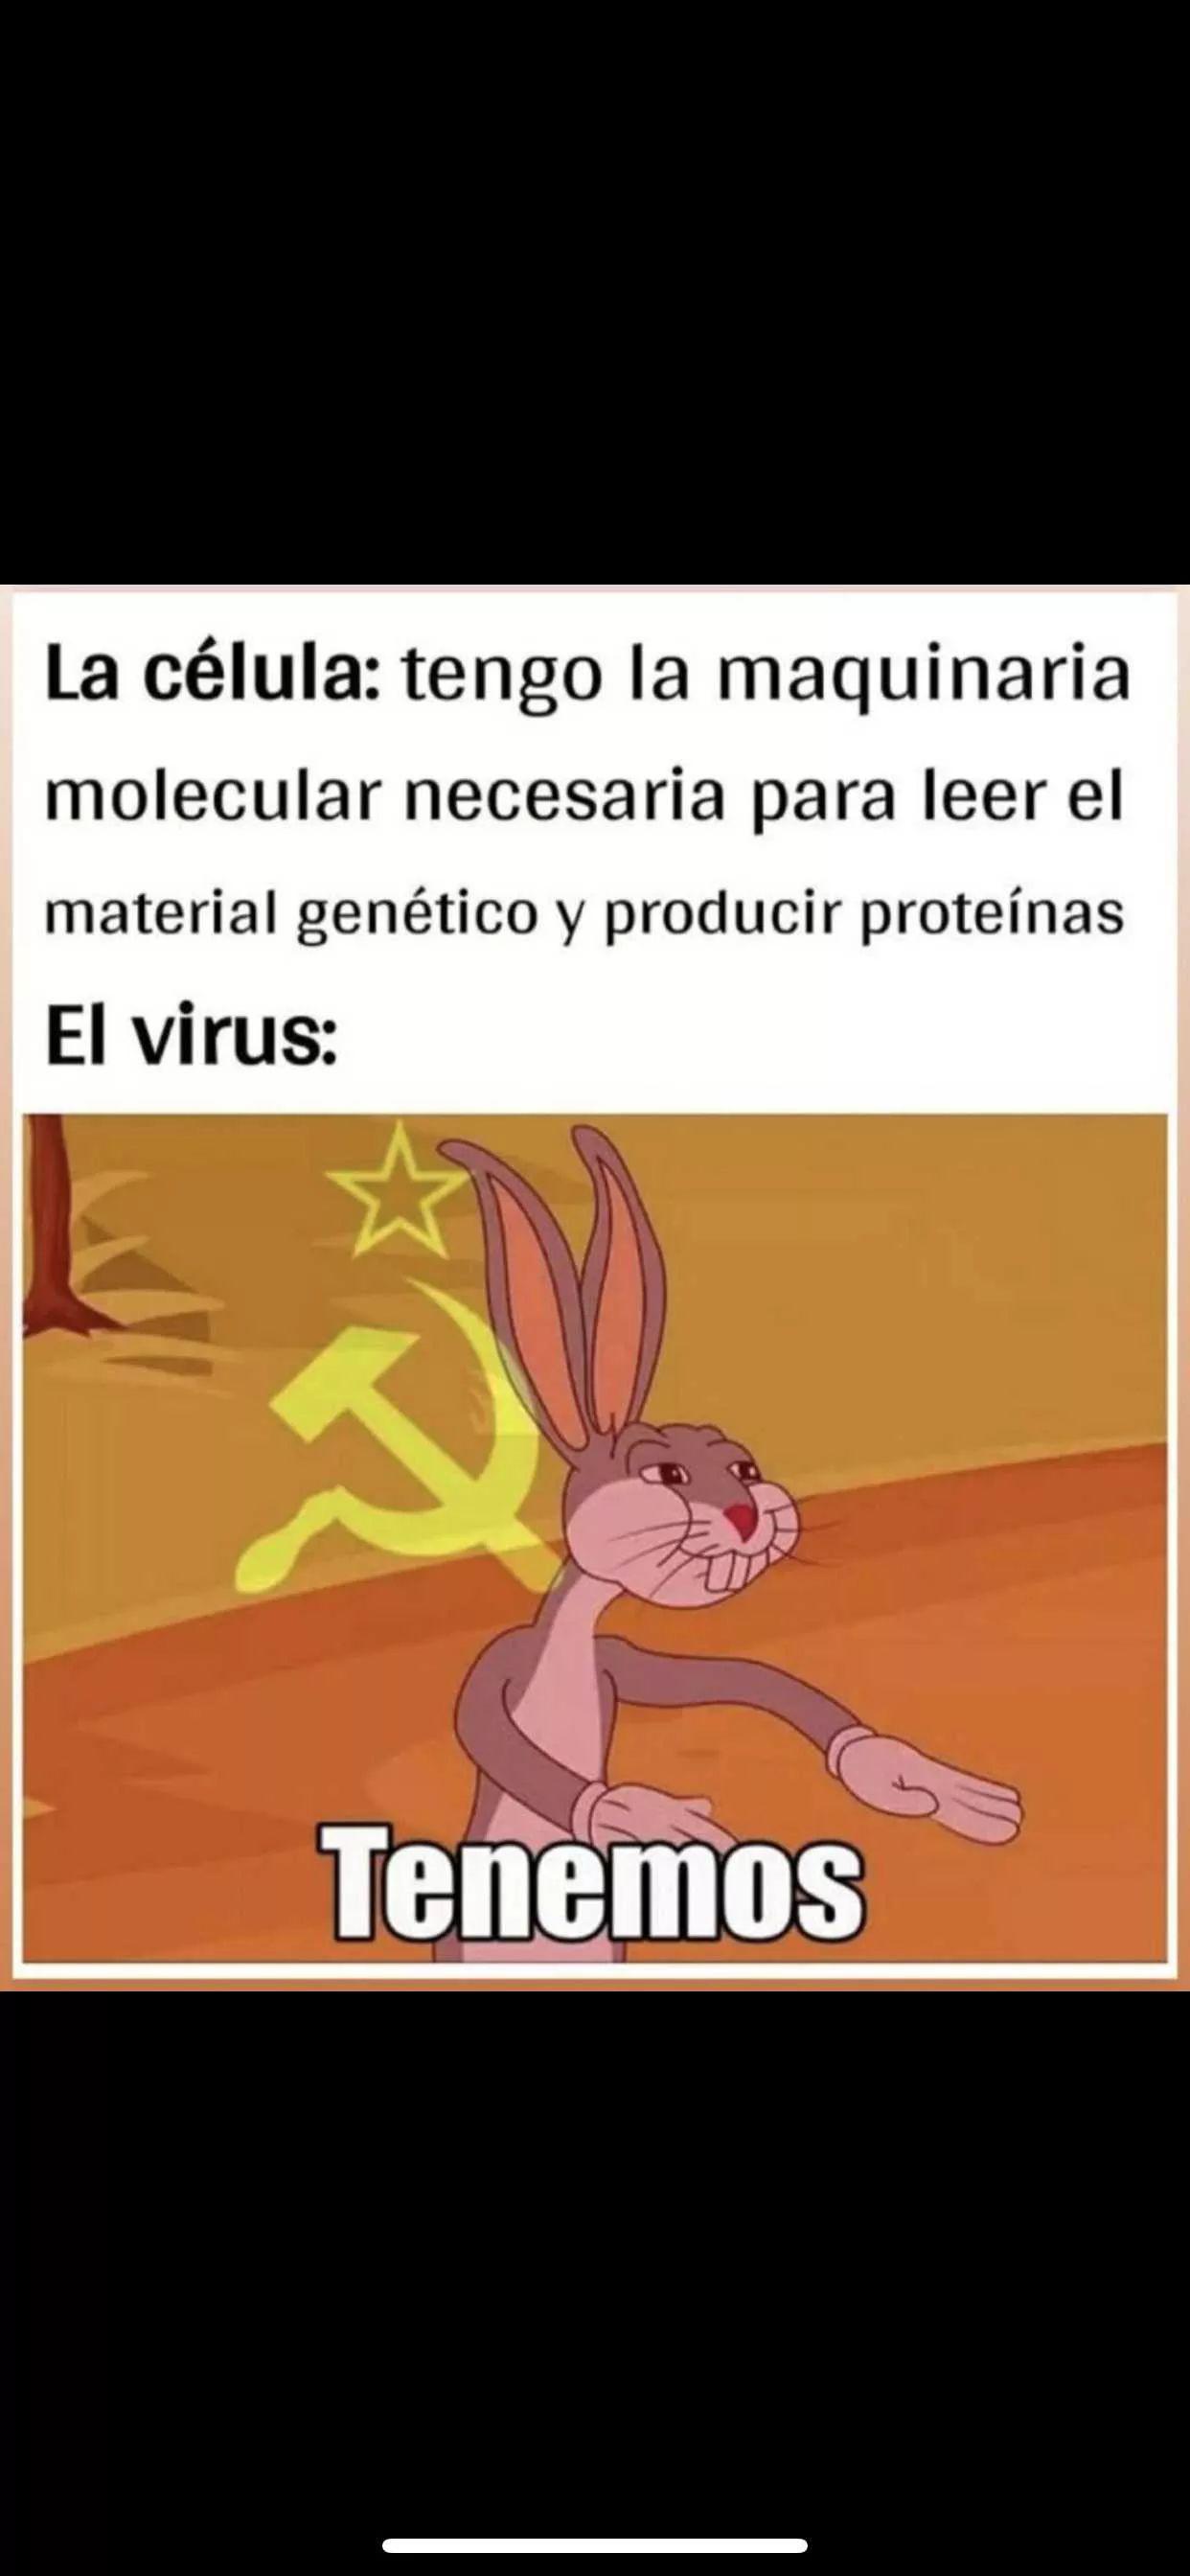 La célula: tengo la maquinaria
molecular necesaria para leer el
material genético y producir proteínas
El virus:
Tenemos